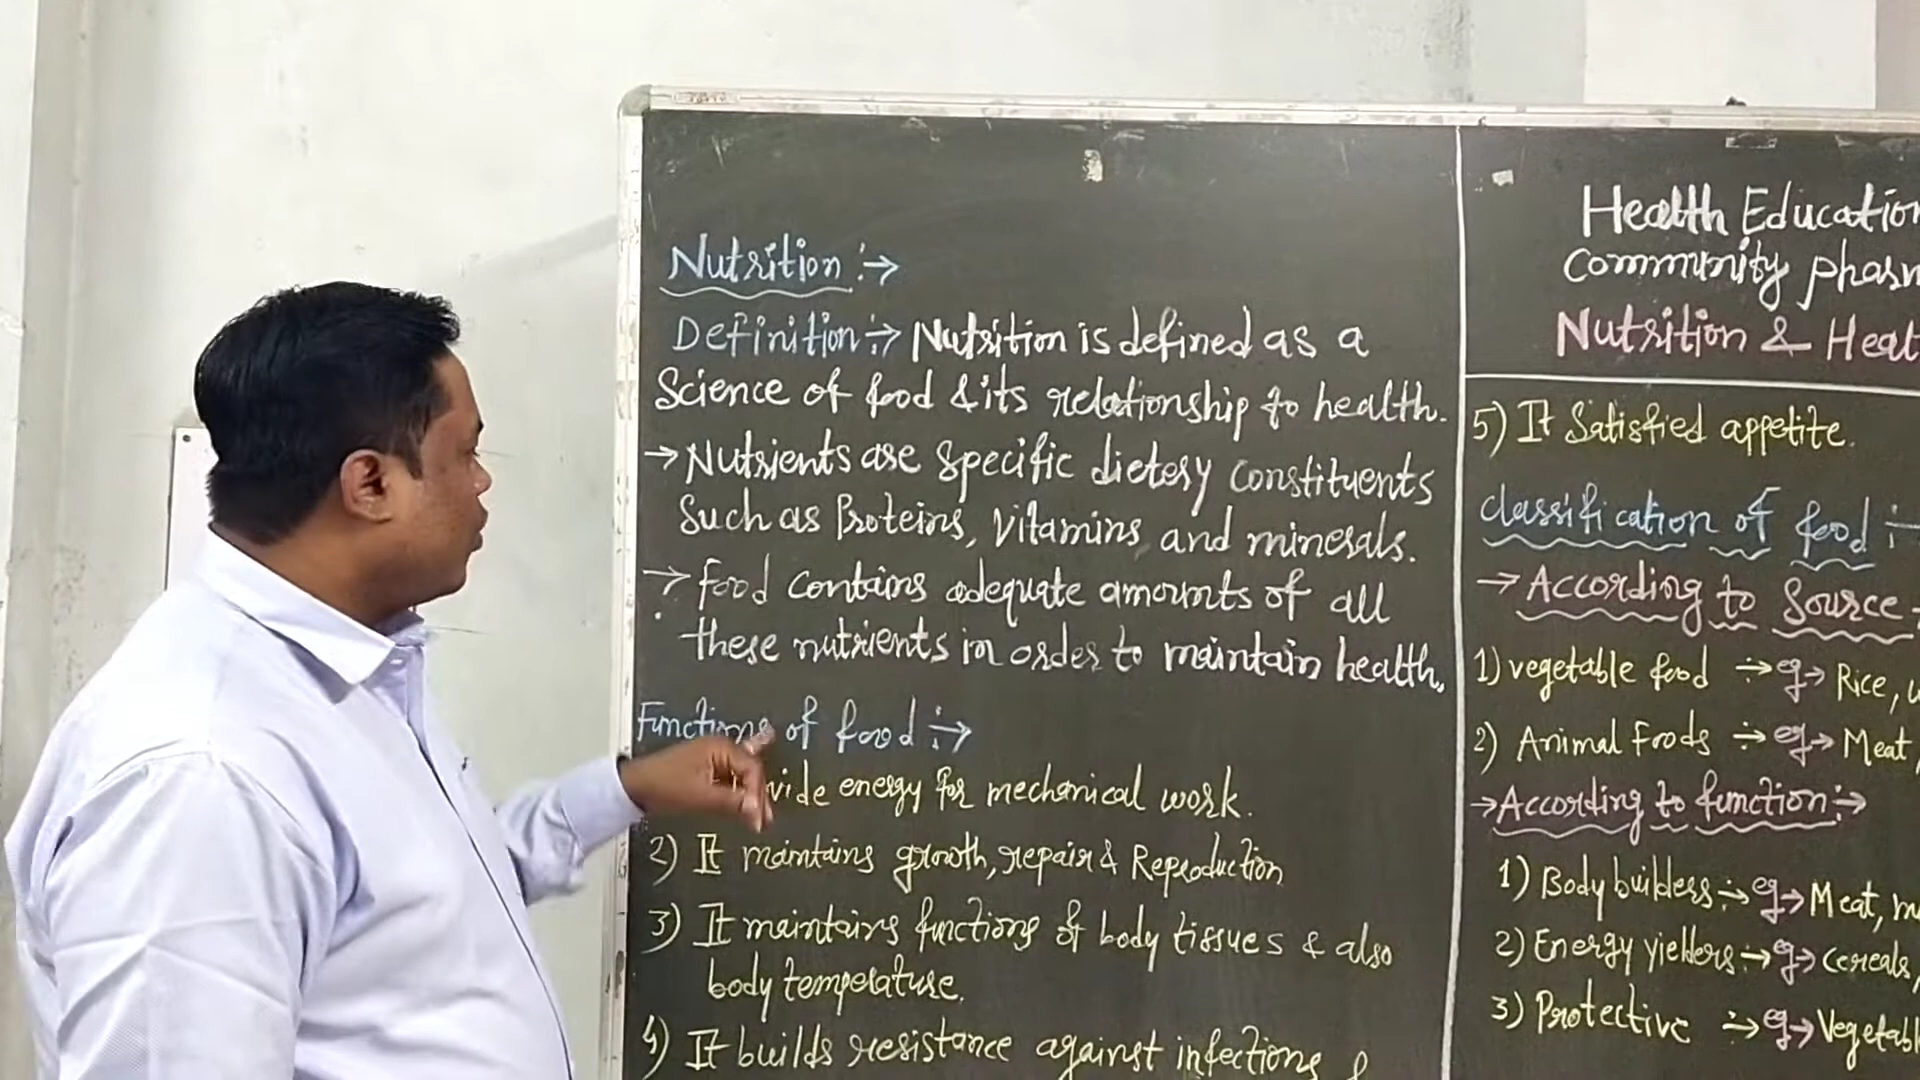 Nutrition :→
Definition :→ Nutrition is defined as a
Science of food & its relationship to health.
→ Nutrients are specific dietery constituents
Such as Proteins, vitamins, and minerals.
→ food contains adequate amounts of all
these nutrients in order to maintain health.
Functions of food :→
energy for mechanical work.
2) It maintains growth, repair & Reproduction
3) It maintains functions of body tissues & also
body temperature.
4) It builds resistance against infections
Health Education
Community
Nutrition &
5) It Satisfied appetite.
classification of food :-
→ According to Source
1) vegetable food :→ eg→ Rice,
2) Animal Foods :→ eg→ Meat,
→According to function :→
1) Body builders :→ eg→ Meat,
2) Energy yielders :→ eg→ cereals,
3) Protective :→ eg→